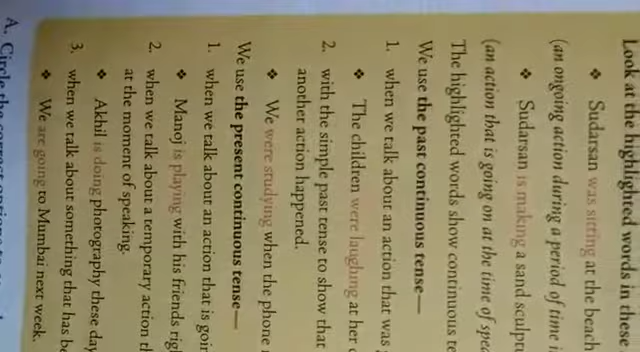 Look at the highlighted words in these
❖ Sudarsan was sitting at the beach
(an ongoing action during a period of time i
❖ Sudarsan is making a sand sculptu
(an action that is going on at the time of spea
The highlighted words show continuous te
We use the past continuous tense—
1. when we talk about an action that was
❖ The children were laughing at her
2. with the simple past tense to show that
another action happened.
❖ We were studying when the phone
We use the present continuous tense—
1. when we talk about an action that is goin
❖ Manoj is playing with his friends rig
2. when we talk about a temporary action th
at the moment of speaking.
❖ Akhil is doing photography these day
3. when we talk about something that has be
❖ We are going to Mumbai next week.
A. Circle the correct options to